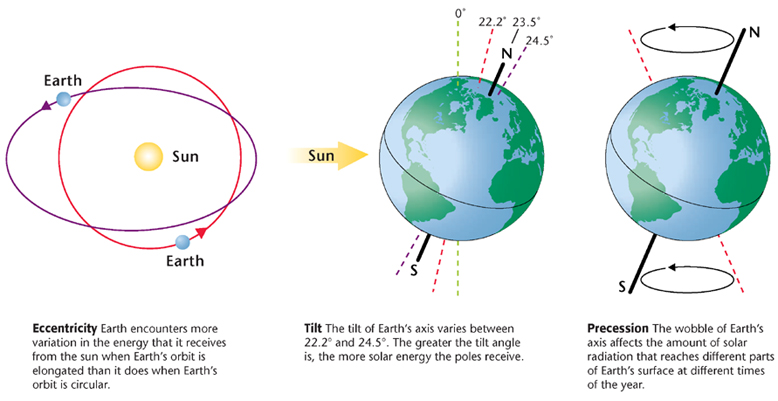 Earth
Sun
Earth
Eccentricity Earth encounters more
variation in the energy that it receives
from the sun when Earth's orbit is
elongated than it does when Earth's
orbit is circular.
0°
22.2°
23.5°
24.5°
N
Sun
S
Tilt The tilt of Earth's axis varies between
22.2° and 24.5°. The greater the tilt angle
is, the more solar energy the poles receive.
N
S
Precession The wobble of Earth's
axis affects the amount of solar
radiation that reaches different parts
of Earth's surface at different times
of the year.